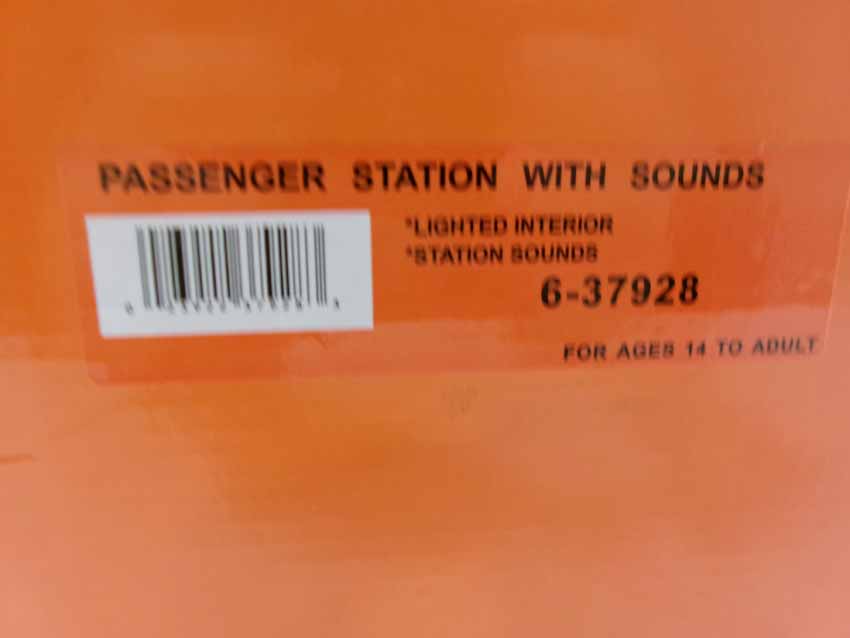 PASSENGER STATION WITH SOUNDS
*LIGHTED INTERIOR
*STATION SOUNDS
6-37928
FOR AGES 14 TO ADULT